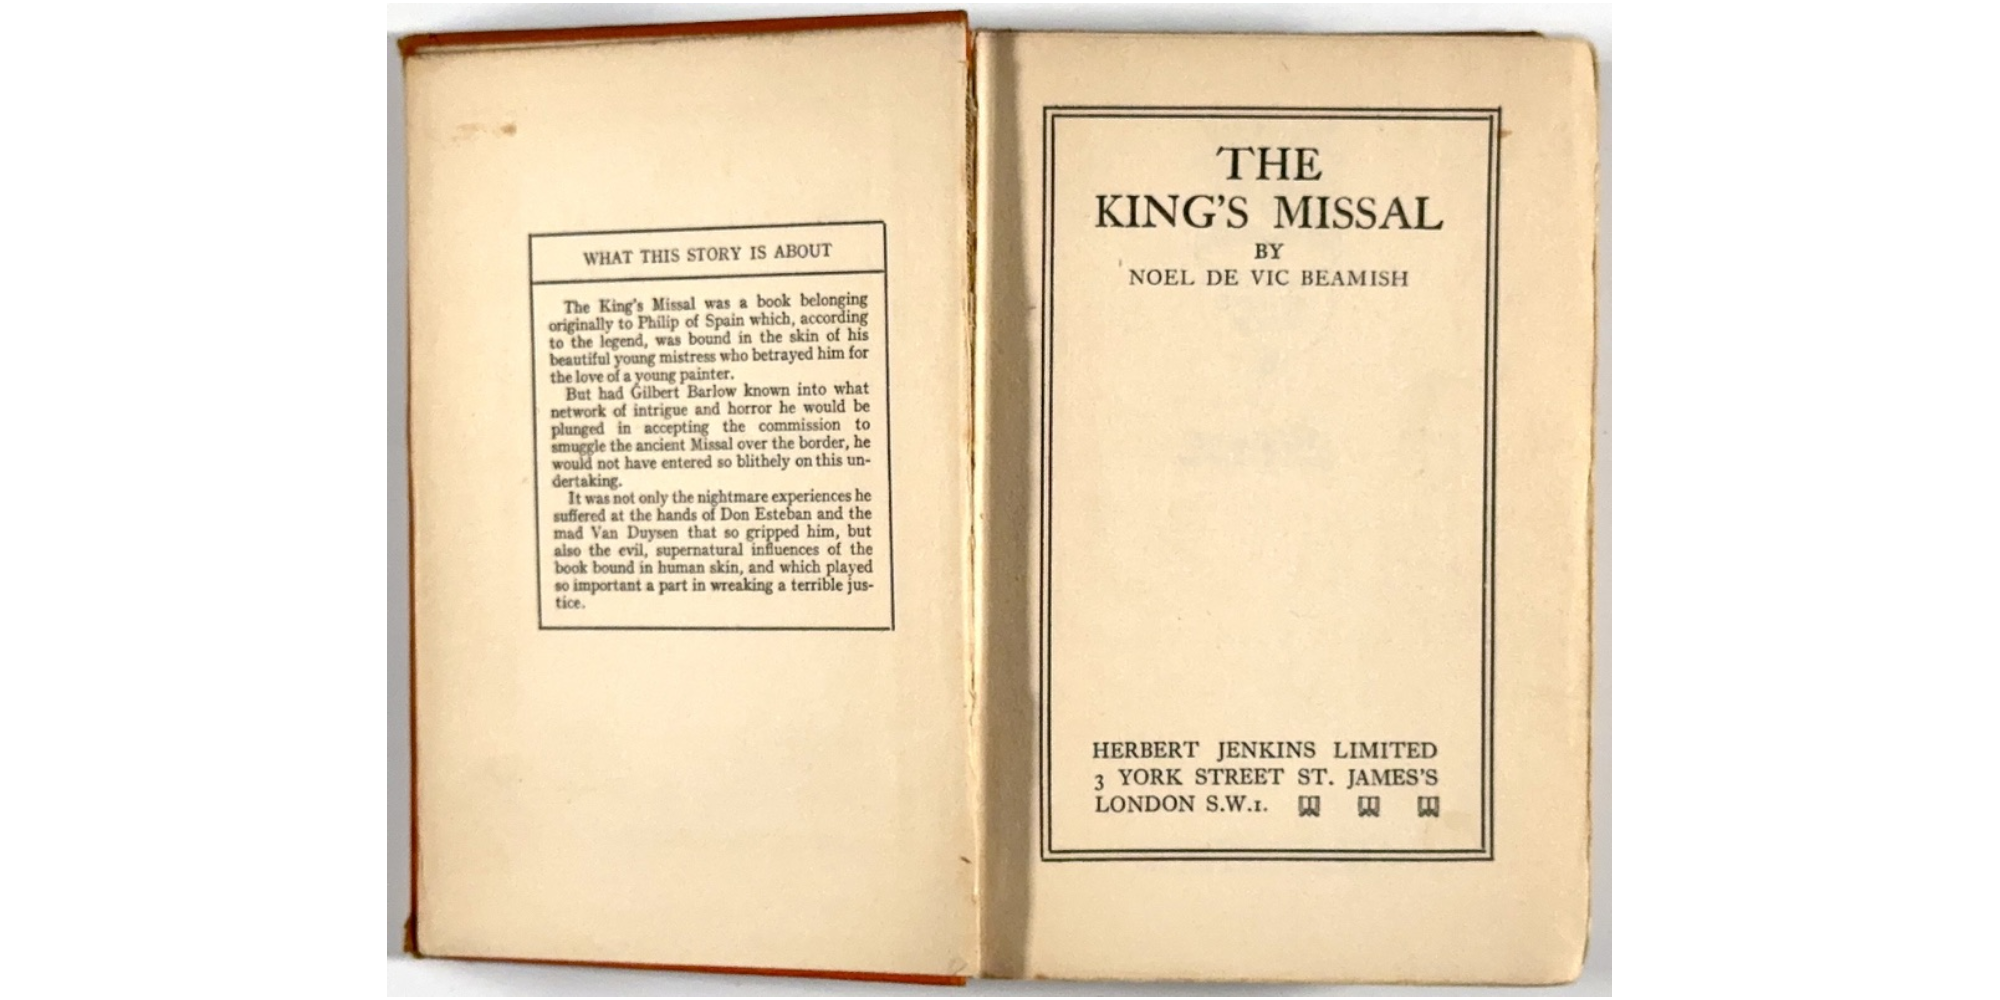 WHAT THIS STORY IS ABOUT
The King's Missal was a book belonging
originally to Philip of Spain which, according
to the legend, was bound in the skin of his
beautiful young mistress who betrayed him for
the love of a young painter.
But had Gilbert Barlow known into what
network of intrigue and horror he would be
plunged in accepting the commission to
smuggle the ancient Missal over the border, he
would not have entered so blithely on this un-
dertaking.
It was not only the nightmare experiences he
suffered at the hands of Don Esteban and the
mad Van Duysen that so gripped him, but
also the evil, supernatural influences of the
book bound in human skin, and which played
so important a part in wreaking a terrible jus-
tice.
THE
KING'S MISSAL
BY
NOEL DE VIC BEAMISH
HERBERT JENKINS LIMITED
3 YORK STREET ST. JAMES'S
LONDON S.W.1.